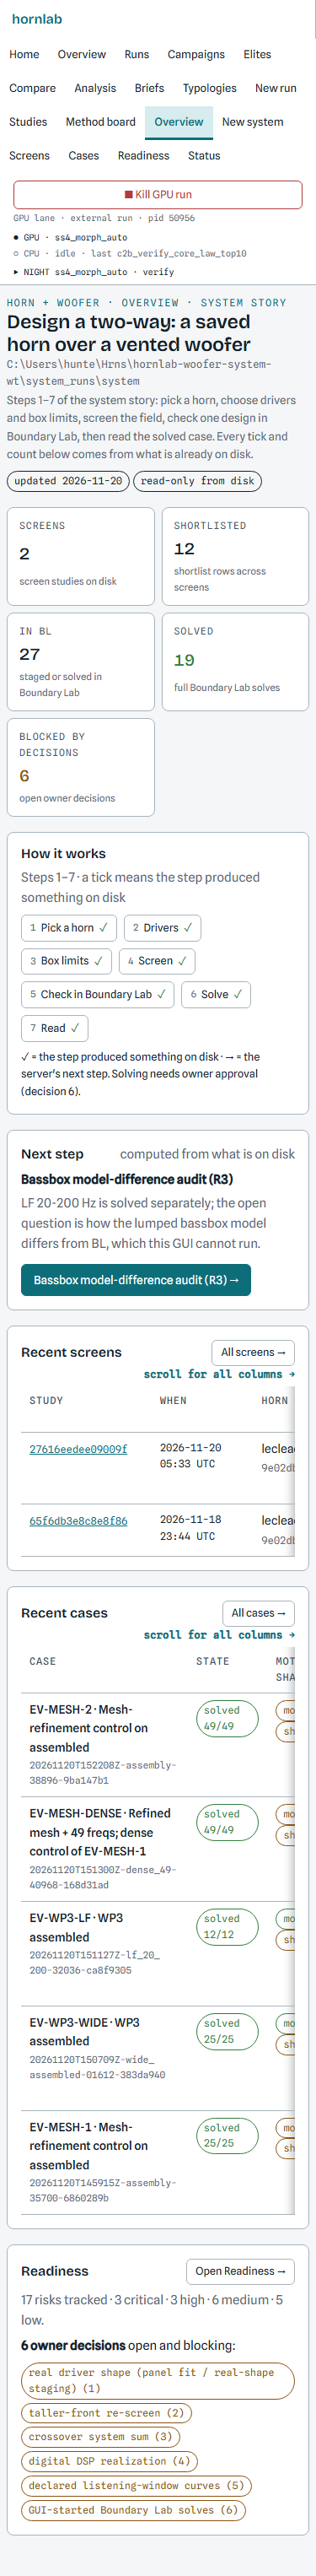 hornlab
Home Overview Runs Campaigns Elites
Compare Analysis Briefs Typologies New run
Studies Method board Overview New system
Screens Cases Readiness Status
■ Kill GPU run
GPU lane · external run · pid 50956
● GPU · ss4_morph_auto
○ CPU · idle · last c2b_verify_core_law_top10
▶ NIGHT ss4_morph_auto · verify
HORN + WOOFER · OVERVIEW · SYSTEM STORY
Design a two-way: a saved
horn over a vented woofer
C:\Users\hunte\Hrns\hornlab-woofer-system-
wt\system_runs\system
Steps 1–7 of the system story: pick a horn, choose drivers
and box limits, screen the field, check one design in
Boundary Lab, then read the solved case. Every tick and
count below comes from what is already on disk.
updated 2026-11-20 read-only from disk
SCREENS
2
screen studies on disk
SHORTLISTED
12
shortlist rows across
screens
IN BL
27
staged or solved in
Boundary Lab
SOLVED
19
full Boundary Lab solves
BLOCKED BY
DECISIONS
6
open owner decisions
How it works
Steps 1–7 · a tick means the step produced
something on disk
1 Pick a horn ✓ 2 Drivers ✓
3 Box limits ✓ 4 Screen ✓
5 Check in Boundary Lab ✓ 6 Solve ✓
7 Read ✓
✓ = the step produced something on disk · → = the
server's next step. Solving needs owner approval
(decision 6).
Next step computed from what is on disk
Bassbox model-difference audit (R3)
LF 20-200 Hz is solved separately; the open
question is how the lumped bassbox model
differs from BL, which this GUI cannot run.
Bassbox model-difference audit (R3) →
Recent screens All screens →
scroll for all columns →
STUDY WHEN HORN
27616eedee09009f 2026-11-20
05:33 UTC leclea
9e02db
65f6db3e8c8e8f86 2026-11-18
23:44 UTC leclea
9e02db
Recent cases All cases →
scroll for all columns →
CASE STATE MOT
SHA
EV-MESH-2 · Mesh-
refinement control on
assembled
20261120T152208Z-assembly-
38896-9ba147b1
solved
49/49
mo
sh
EV-MESH-DENSE · Refined
mesh + 49 freqs; dense
control of EV-MESH-1
20261120T151300Z-dense_49-
40968-168d31ad
solved
49/49
mo
sh
EV-WP3-LF · WP3
assembled
20261120T151127Z-lf_20_
200-32036-ca8f9305
solved
12/12
mo
sh
EV-WP3-WIDE · WP3
assembled
20261120T150709Z-wide_
assembled-01612-383da940
solved
25/25
mo
sh
EV-MESH-1 · Mesh-
refinement control on
assembled
20261120T145915Z-assembly-
35700-6860289b
solved
25/25
mo
sh
Readiness Open Readiness →
17 risks tracked · 3 critical · 3 high · 6 medium · 5
low.
6 owner decisions open and blocking:
real driver shape (panel fit / real-shape
staging) (1)
taller-front re-screen (2)
crossover system sum (3)
digital DSP realization (4)
declared listening-window curves (5)
GUI-started Boundary Lab solves (6)